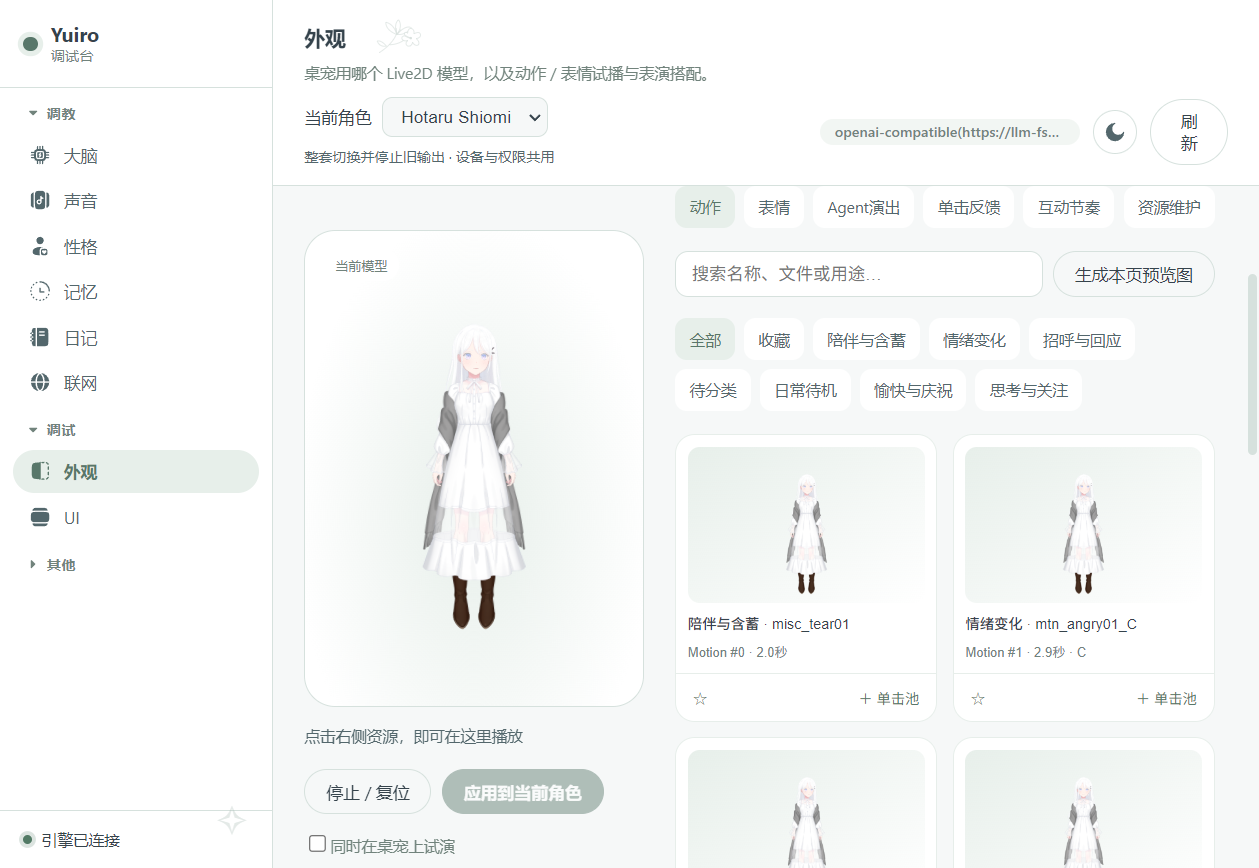 Yuiro
调试台
调教
大脑
声音
性格
记忆
日记
联网
调试
外观
UI
其他
引擎已连接
外观
桌宠用哪个 Live2D 模型，以及动作 / 表情试播与表演搭配。
当前角色 Hotaru Shiomi
整套切换并停止旧输出 · 设备与权限共用
openai-compatible(https://llm-fs...
刷
新
当前模型
点击右侧资源，即可在这里播放
停止 / 复位 应用到当前角色
同时在桌宠上试演
动作 表情 Agent演出 单击反馈 互动节奏 资源维护
搜索名称、文件或用途… 生成本页预览图
全部 收藏 陪伴与含蓄 情绪变化 招呼与回应
待分类 日常待机 愉快与庆祝 思考与关注
陪伴与含蓄 · misc_tear01
Motion #0 · 2.0秒
☆ ＋ 单击池
情绪变化 · mtn_angry01_C
Motion #1 · 2.9秒 · C
☆ ＋ 单击池